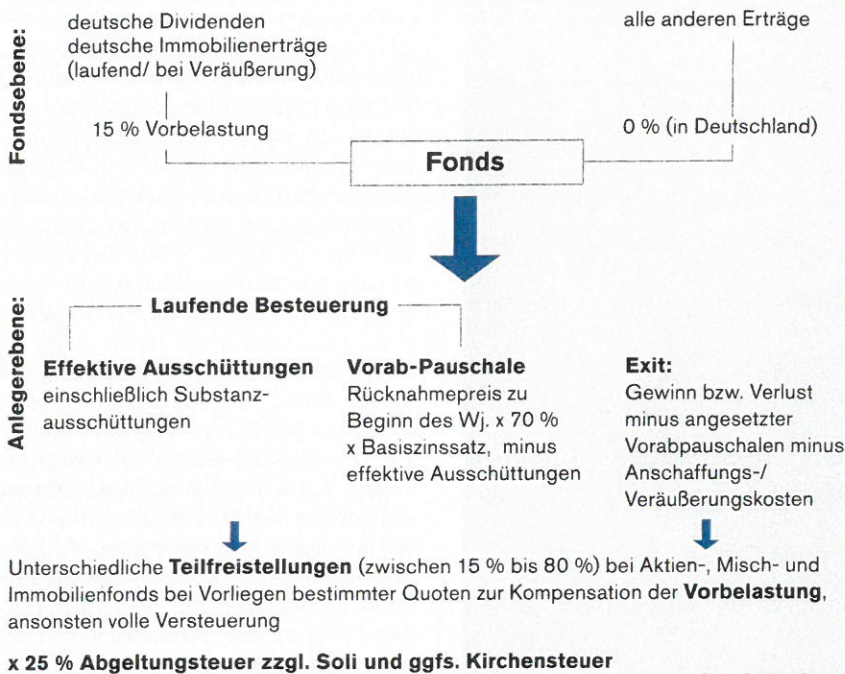 Fondsebene:
deutsche Dividenden
deutsche Immobilienerträge
(laufend/ bei Veräußerung)
alle anderen Erträge
15 % Vorbelastung
0 % (in Deutschland)
Fonds
Anlegerebene:
Laufende Besteuerung
Effektive Ausschüttungen
einschließlich Substanz-
ausschüttungen
Vorab-Pauschale
Rücknahmepreis zu
Beginn des Wj. x 70 %
x Basiszinssatz, minus
effektive Ausschüttungen
Exit:
Gewinn bzw. Verlust
minus angesetzter
Vorabpauschalen minus
Anschaffungs-/
Veräußerungskosten
Unterschiedliche Teilfreistellungen (zwischen 15 % bis 80 %) bei Aktien-, Misch- und
Immobilienfonds bei Vorliegen bestimmter Quoten zur Kompensation der Vorbelastung,
ansonsten volle Versteuerung
x 25 % Abgeltungsteuer zzgl. Soli und ggfs. Kirchensteuer